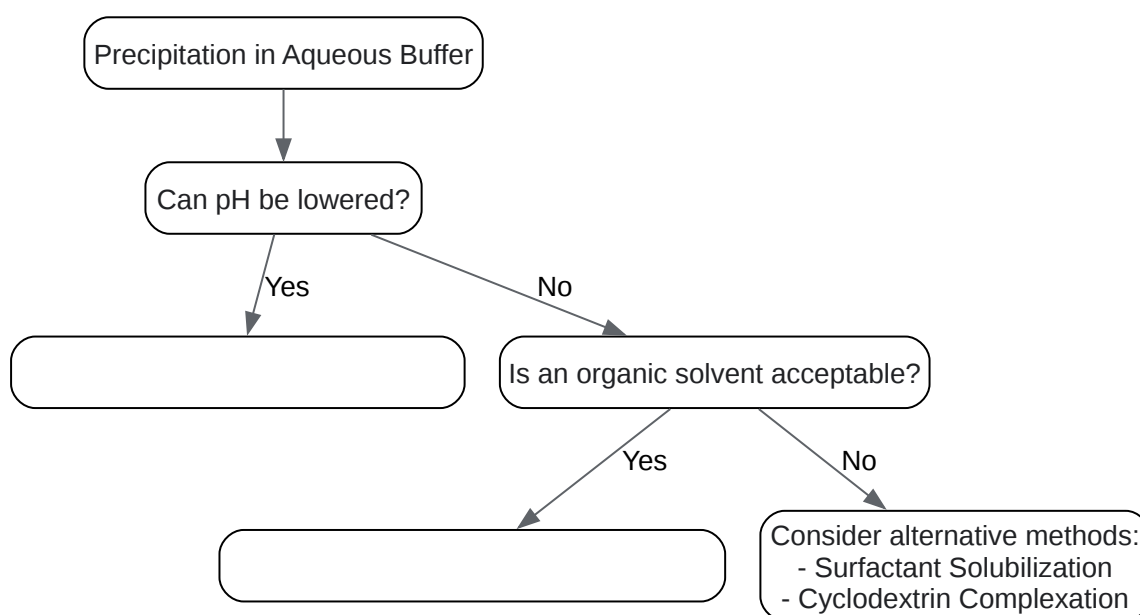 Precipitation in Aqueous Buffer
Can pH be lowered?
Yes
No
Is an organic solvent acceptable?
Yes
No
Consider alternative methods:
- Surfactant Solubilization
- Cyclodextrin Complexation